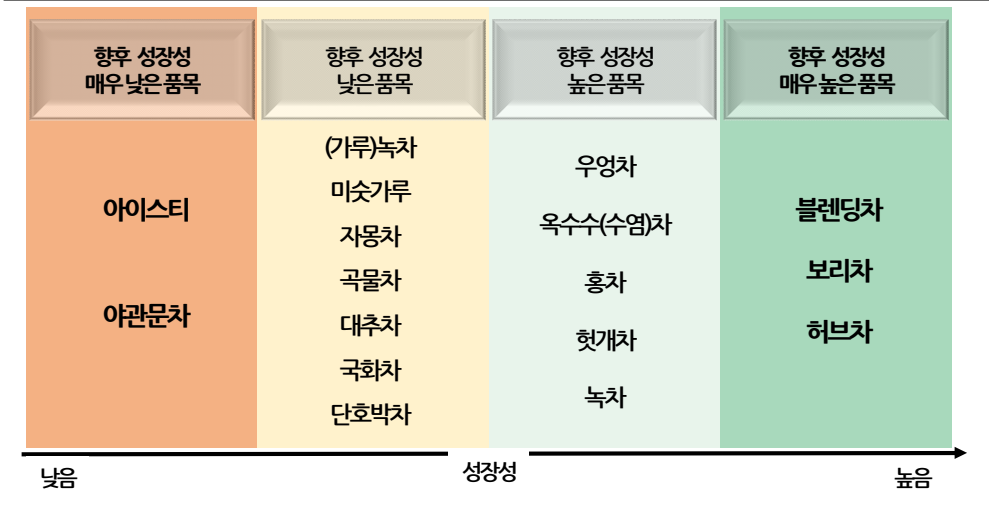 향후 성장성
매우 낮은 품목
향후 성장성
낮은 품목
향후 성장성
높은 품목
향후 성장성
매우 높은 품목
아이스티
야관문차
(가루)녹차
미숫가루
자몽차
곡물차
대추차
국화차
단호박차
우엉차
옥수수(수염)차
홍차
헛개차
녹차
블렌딩차
보리차
허브차
낮음
성장성
높음